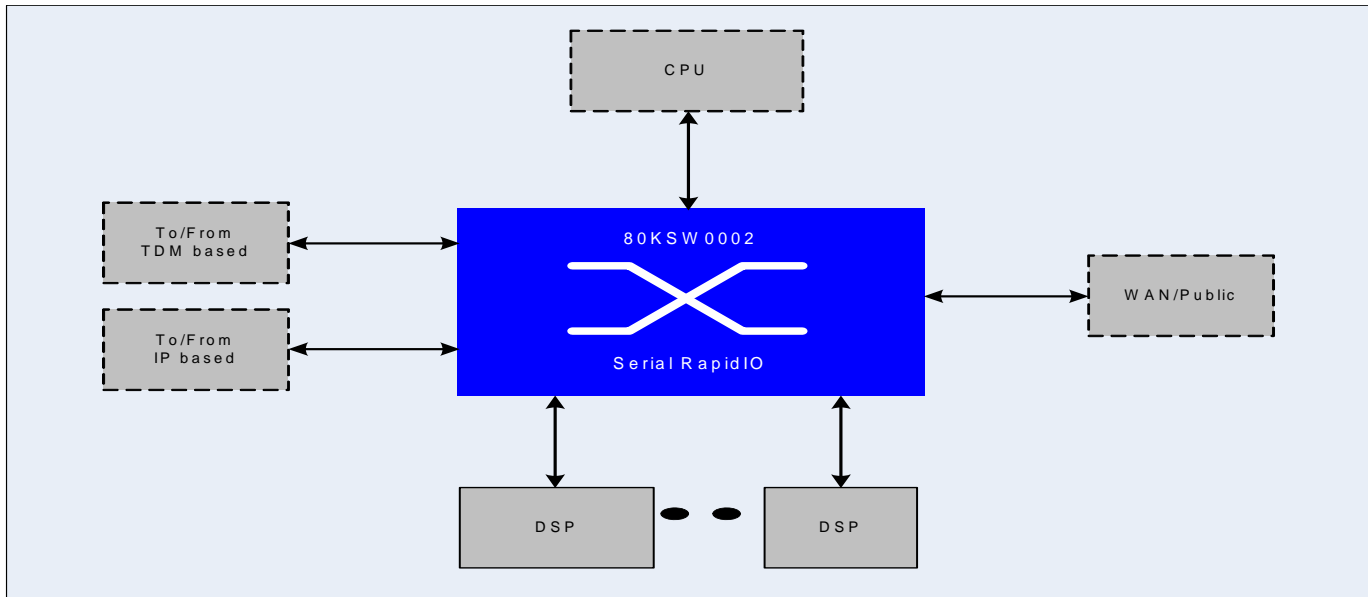 CPU
To/From
TDM based
80KSW0002
WAN/Public
To/From
IP based
Serial RapidIO
DSP
DSP